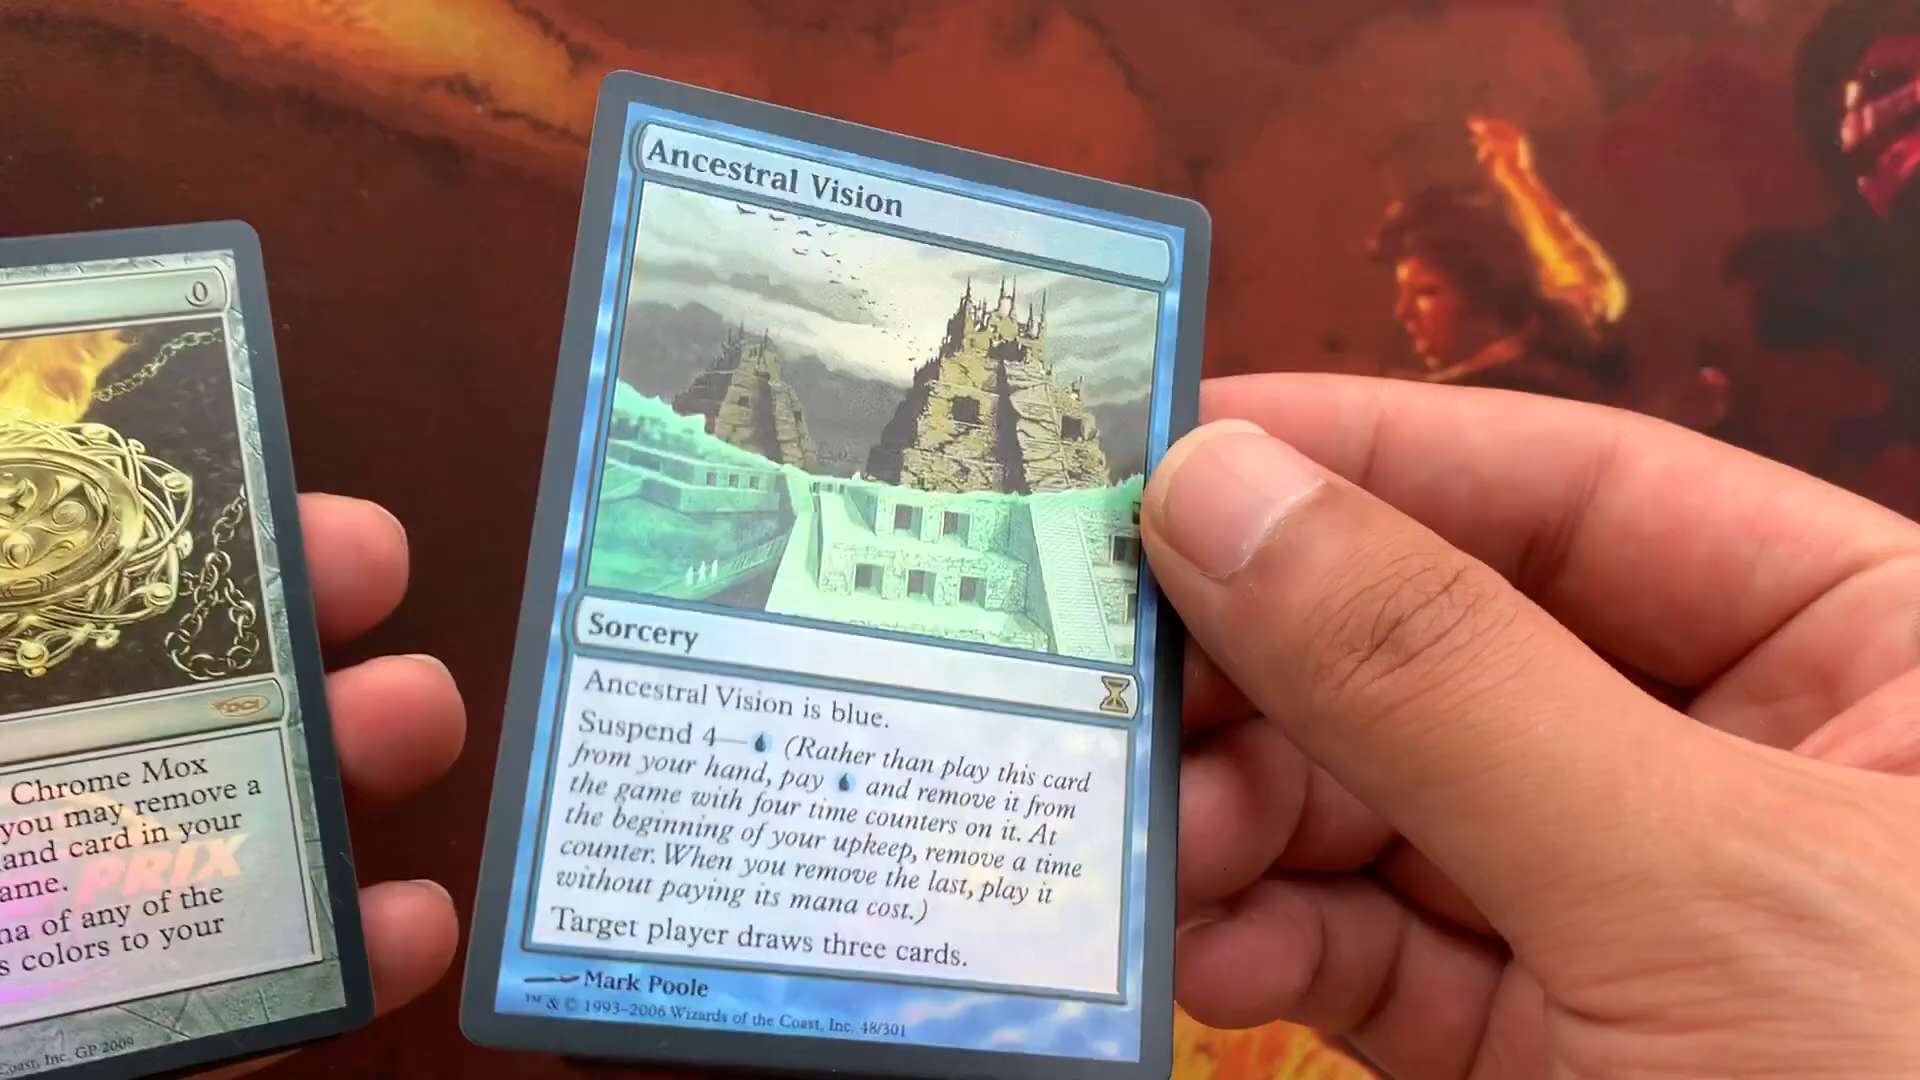 0
DCI
Chrome Mox
you may remove a
and card in your
ame.
PRIX
na of any of the
s colors to your
Coast, Inc. GP 2009
Ancestral Vision
Sorcery
Ancestral Vision is blue.
Suspend 4— (Rather than play this card
from your hand, pay and remove it from
the game with four time counters on it. At
the beginning of your upkeep, remove a time
counter. When you remove the last, play it
without paying its mana cost.)
Target player draws three cards.
Mark Poole
™ & © 1993–2006 Wizards of the Coast, Inc. 48/301